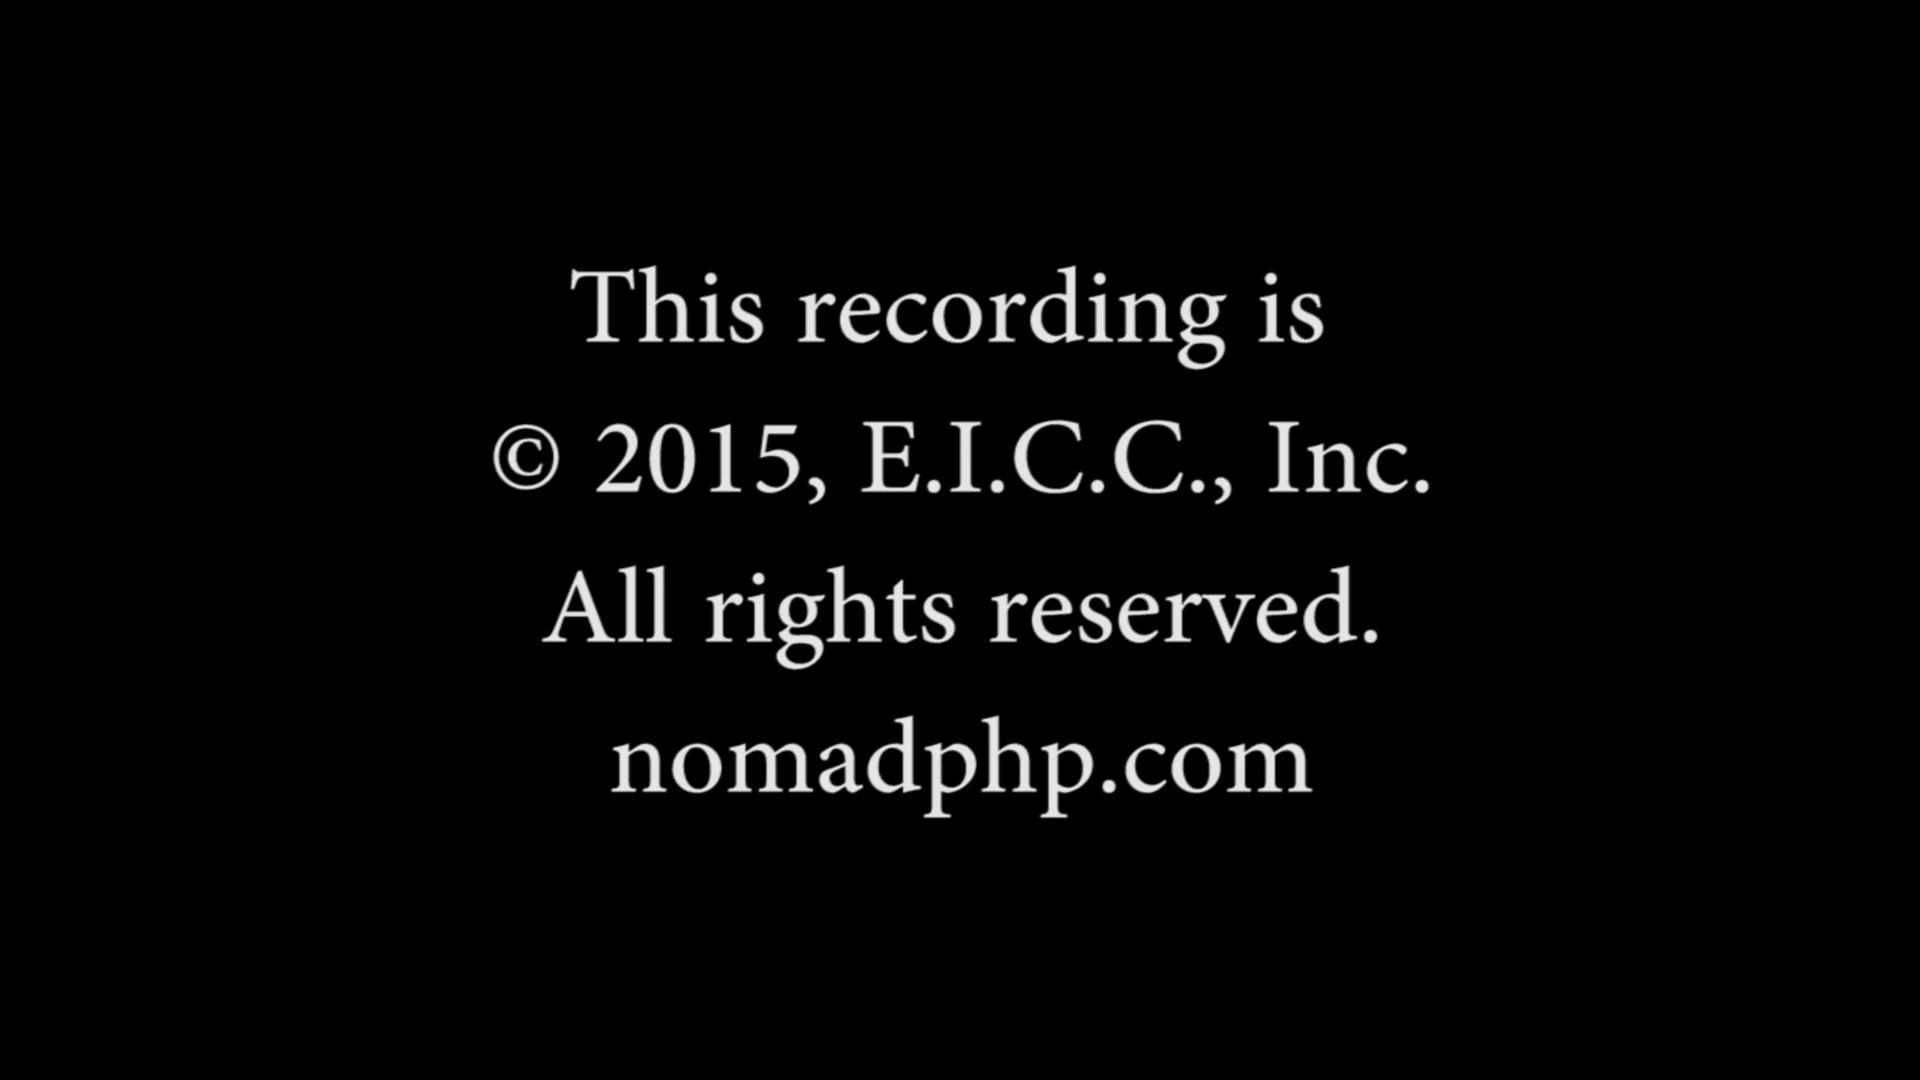 This recording is
© 2015, E.I.C.C., Inc.
All rights reserved.
nomadphp.com